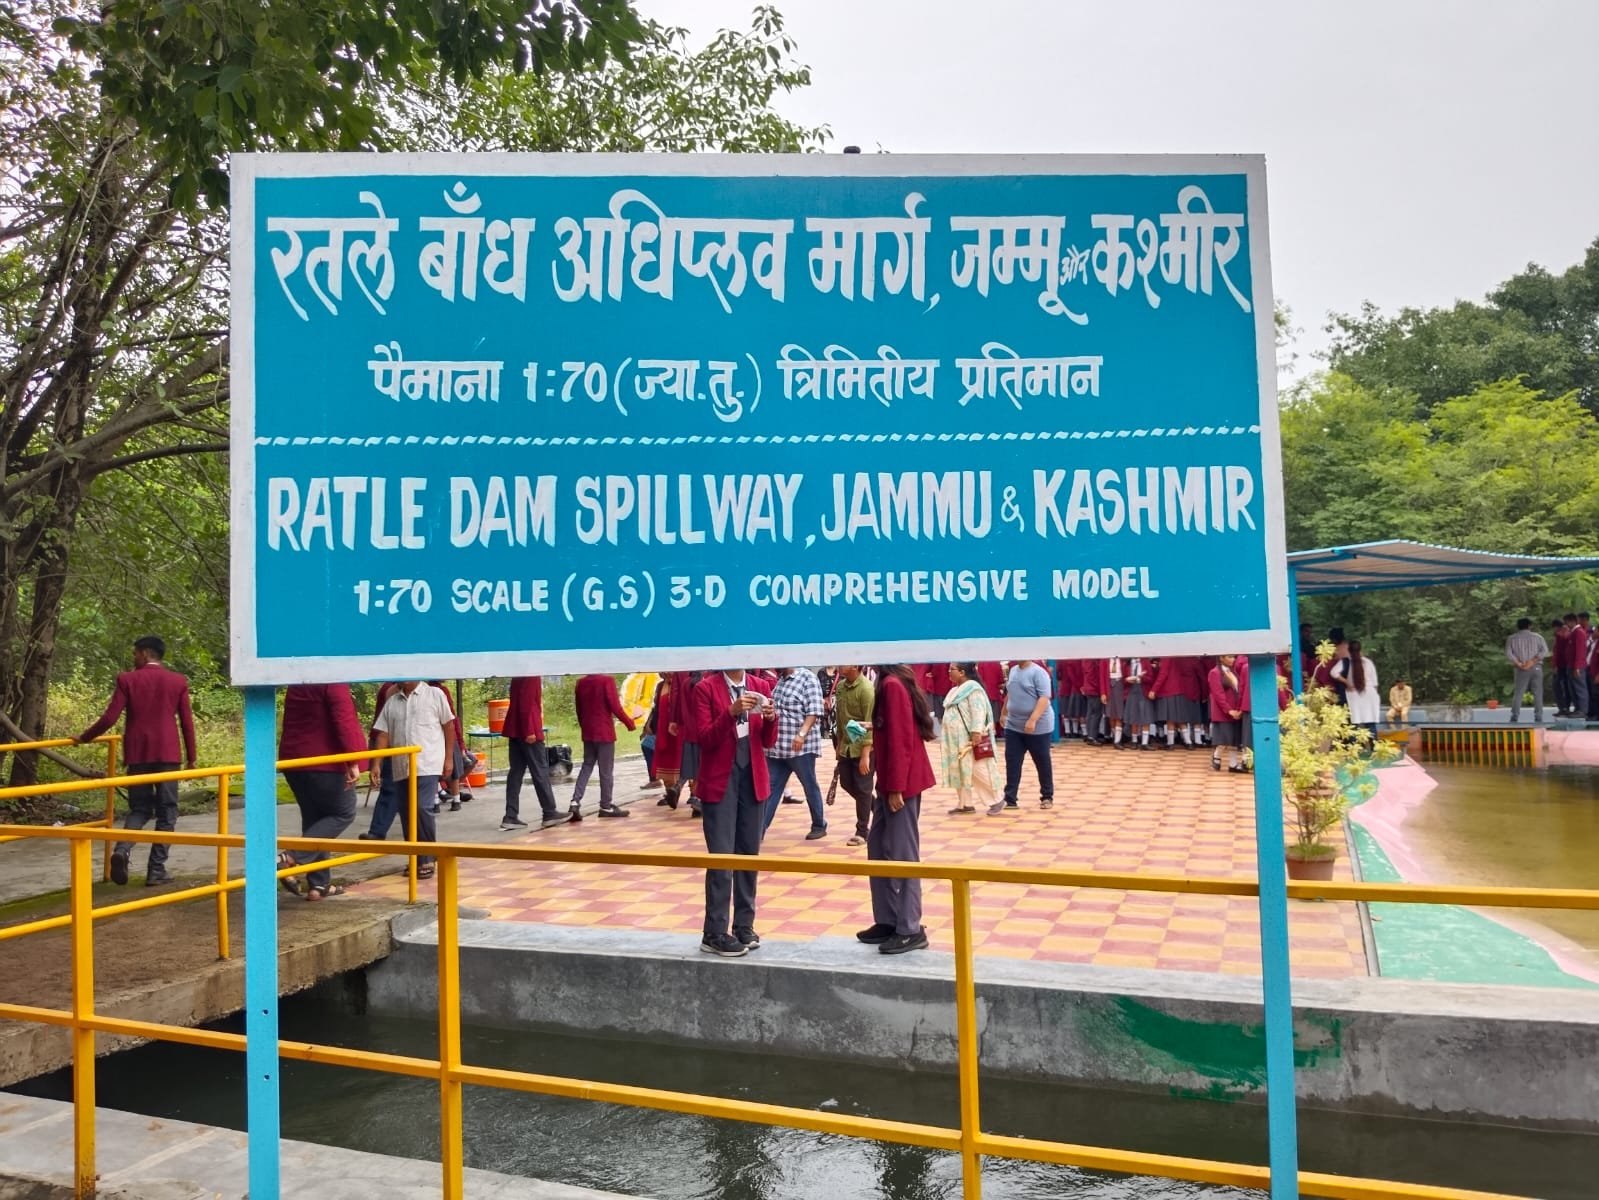 रतले बाँध अधिप्लव मार्ग, जम्मू और कश्मीर
पैमाना 1:70 (ज्या.तु.) त्रिमितीय प्रतिमान
RATLE DAM SPILLWAY, JAMMU & KASHMIR
1:70 SCALE (G.S) 3-D COMPREHENSIVE MODEL